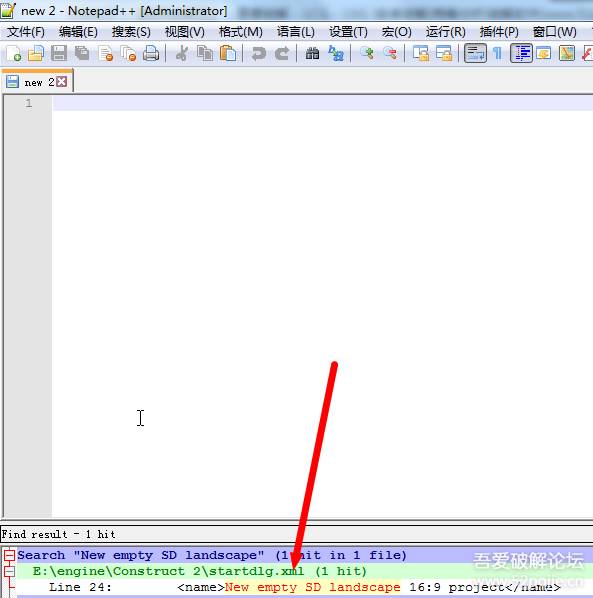 new 2 - Notepad++ [Administrator]
文件(F) 编辑(E) 搜索(S) 视图(V) 格式(M) 语言(L) 设置(T) 宏(O) 运行(R) 插件(P) 窗口(W)
new 2
1
Find result - 1 hit
Search "New empty SD landscape" (1 hit in 1 file)
E:\engine\Construct 2\startdlg.xml (1 hit)
Line 24: <name>New empty SD landscape 16:9 project</name>
吾爱破解论坛
www.52pojie.cn